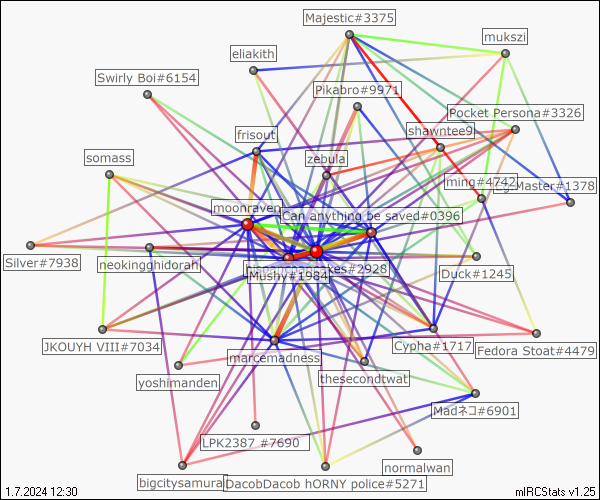 Majestic#3375
mukszi
eliakith
Swirly Boi#6154
Pikabro#9971
Pocket Persona#3326
shawntee9
frisout
zebula
somass
ming#4742
Master#1378
moonraven
Can anything be saved#0396
Silver#7938
neokingghidorah
kes#2928
Mushy#1984
Duck#1245
JKOUYH VIII#7034
Cypha#1717
Fedora Stoat#4479
marcemadness
yoshimanden
thesecondtwat
Madネコ#6901
LPK2387 #7690
normalwan
bigcitysamurai
DacobDacob hORNY police#5271
1.7.2024 12:30
mIRCStats v1.25